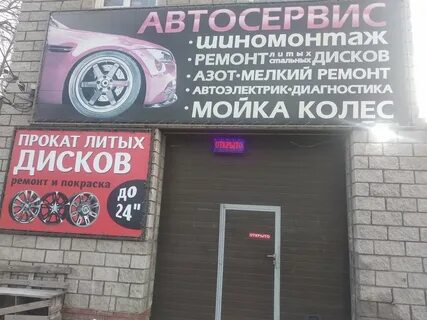 АВТОСЕРВИС
·ШИНОМОНТАЖ
·РЕМОНТ литых стальных ДИСКОВ
·АЗОТ·МЕЛКИЙ РЕМОНТ
·АВТОЭЛЕКТРИК·ДИАГНОСТИКА
·МОЙКА КОЛЕС
ПРОКАТ ЛИТЫХ
ДИСКОВ
ремонт и покраска
ДО
24"
ОТКРЫТО
ОТКРЫТО